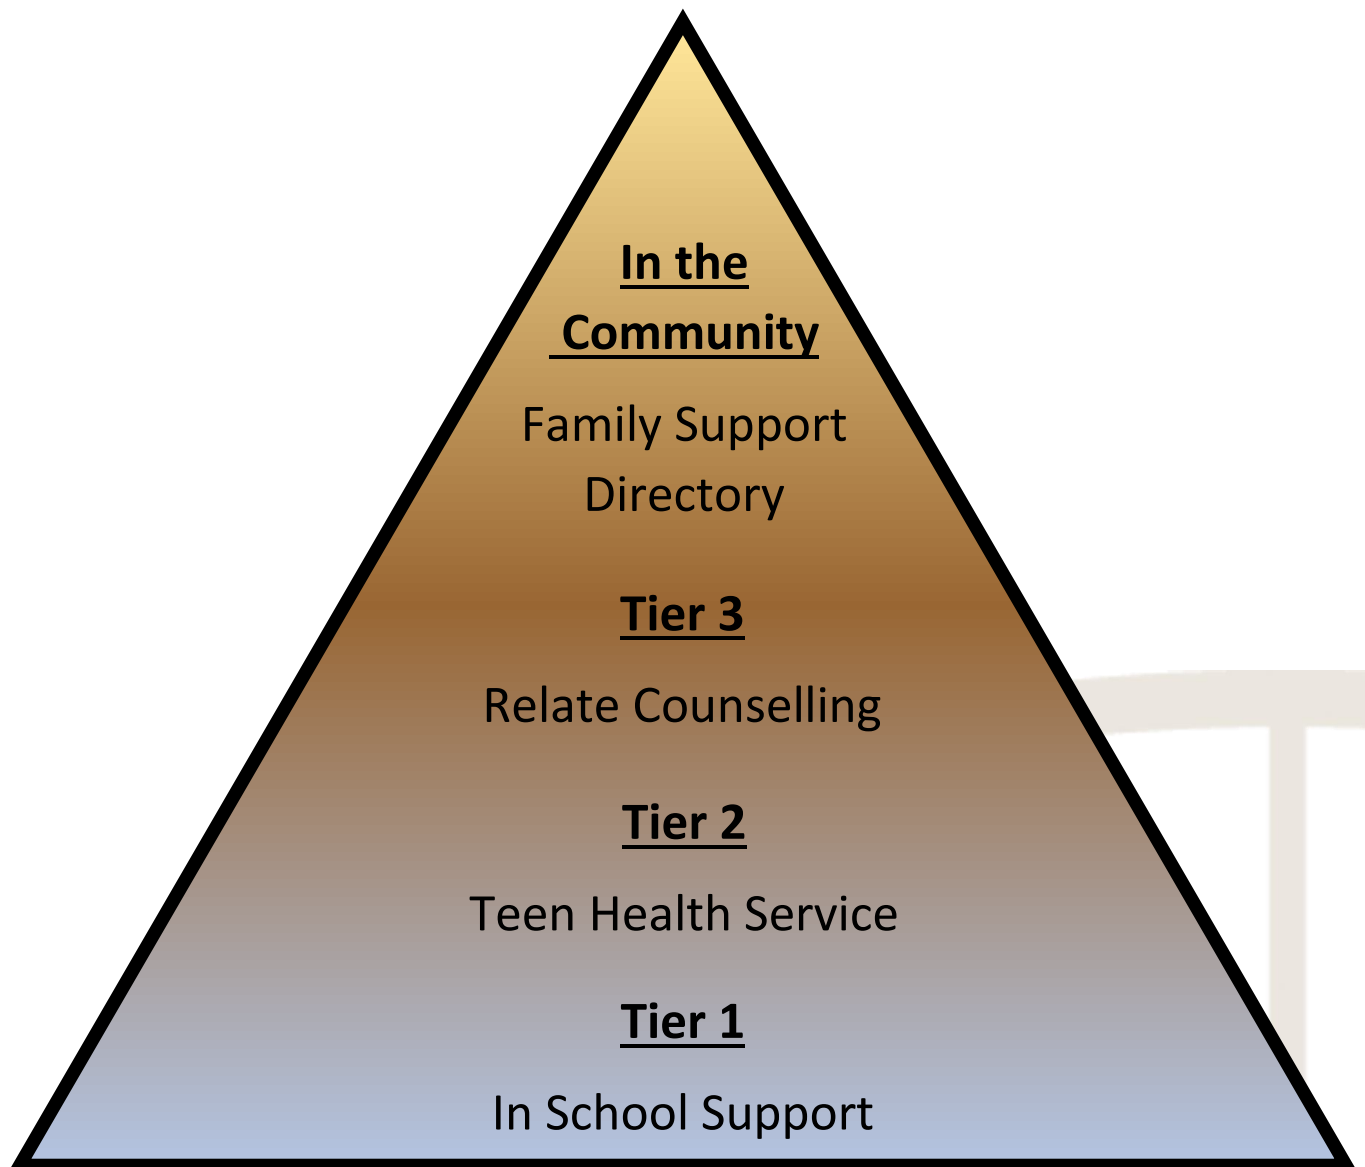 In the
Community
Family Support
Directory
Tier 3
Relate Counselling
Tier 2
Teen Health Service
Tier 1
In School Support